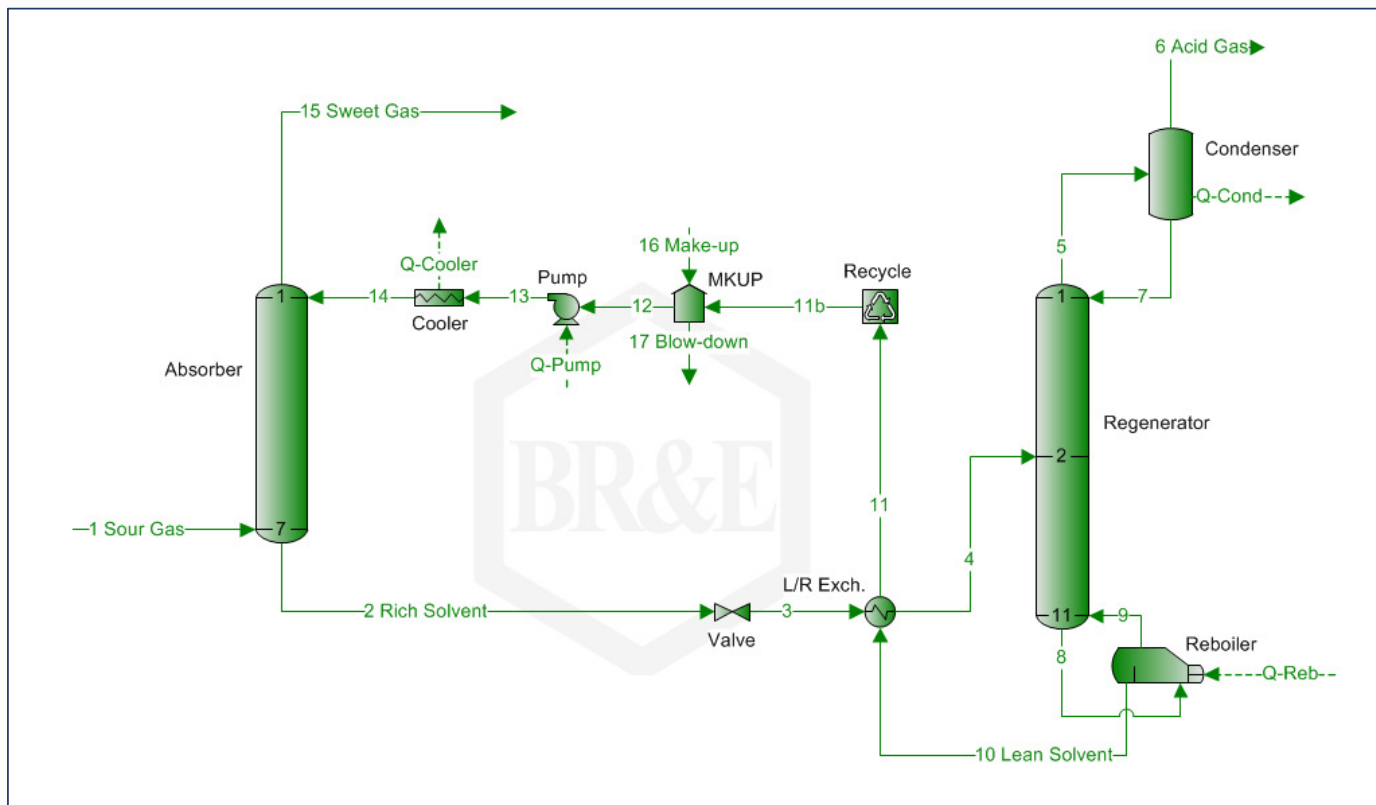 6 Acid Gas
15 Sweet Gas
Condenser
Q-Cond
16 Make-up
5
Q-Cooler
Pump
MKUP
Recycle
1
14
13
12
11b
1
7
Cooler
17 Blow-down
Absorber
Q-Pump
Regenerator
BR&E
2
11
1 Sour Gas
7
4
L/R Exch.
2 Rich Solvent
3
11
9
Valve
Reboiler
8
Q-Reb
10 Lean Solvent